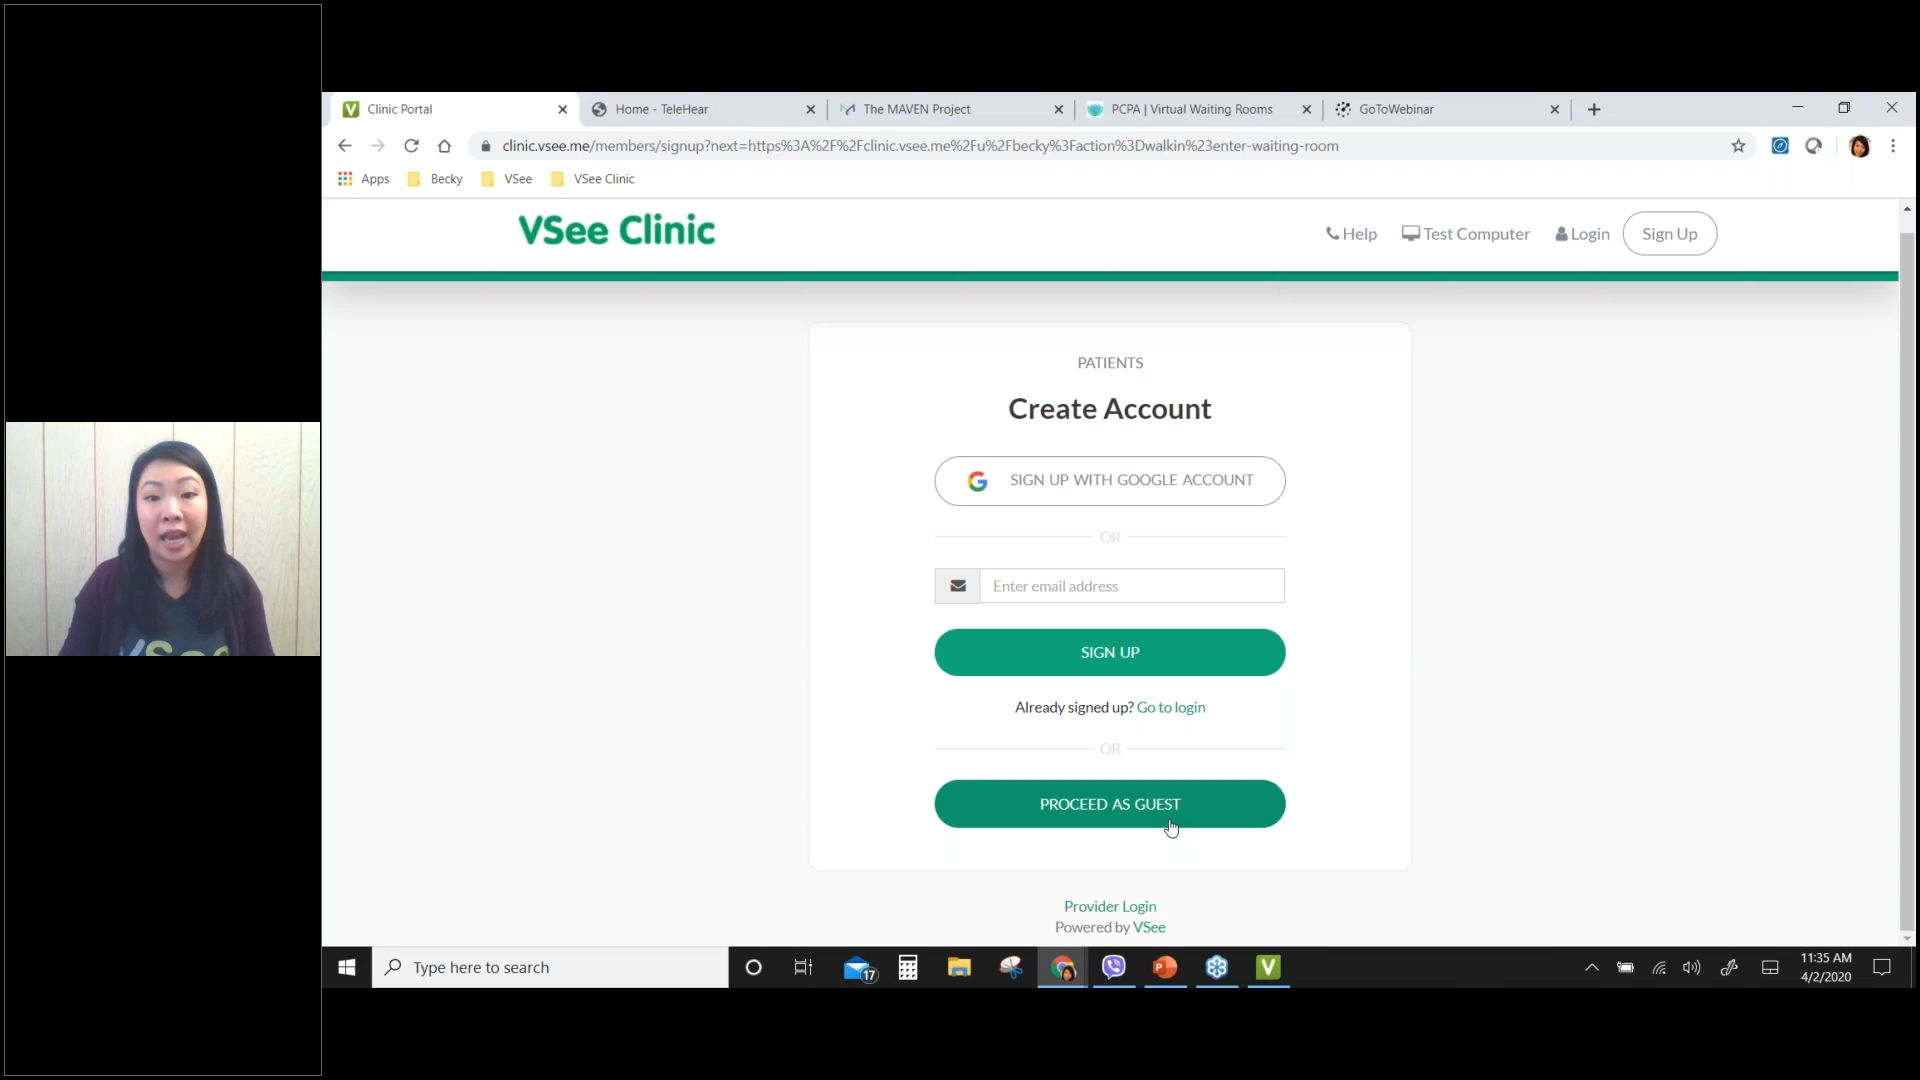 Clinic Portal
Home - TeleHear
The MAVEN Project
PCPA | Virtual Waiting Rooms
GoToWebinar
clinic.vsee.me/members/signup?next=https%3A%2F%2Fclinic.vsee.me%2Fu%2Fbecky%3Faction%3Dwalkin%23enter-waiting-room
Apps Becky VSee VSee Clinic
VSee Clinic
Help Test Computer Login Sign Up
PATIENTS
Create Account
SIGN UP WITH GOOGLE ACCOUNT
OR
Enter email address
SIGN UP
Already signed up? Go to login
OR
PROCEED AS GUEST
Provider Login
Powered by VSee
Type here to search
17
11:35 AM
4/2/2020